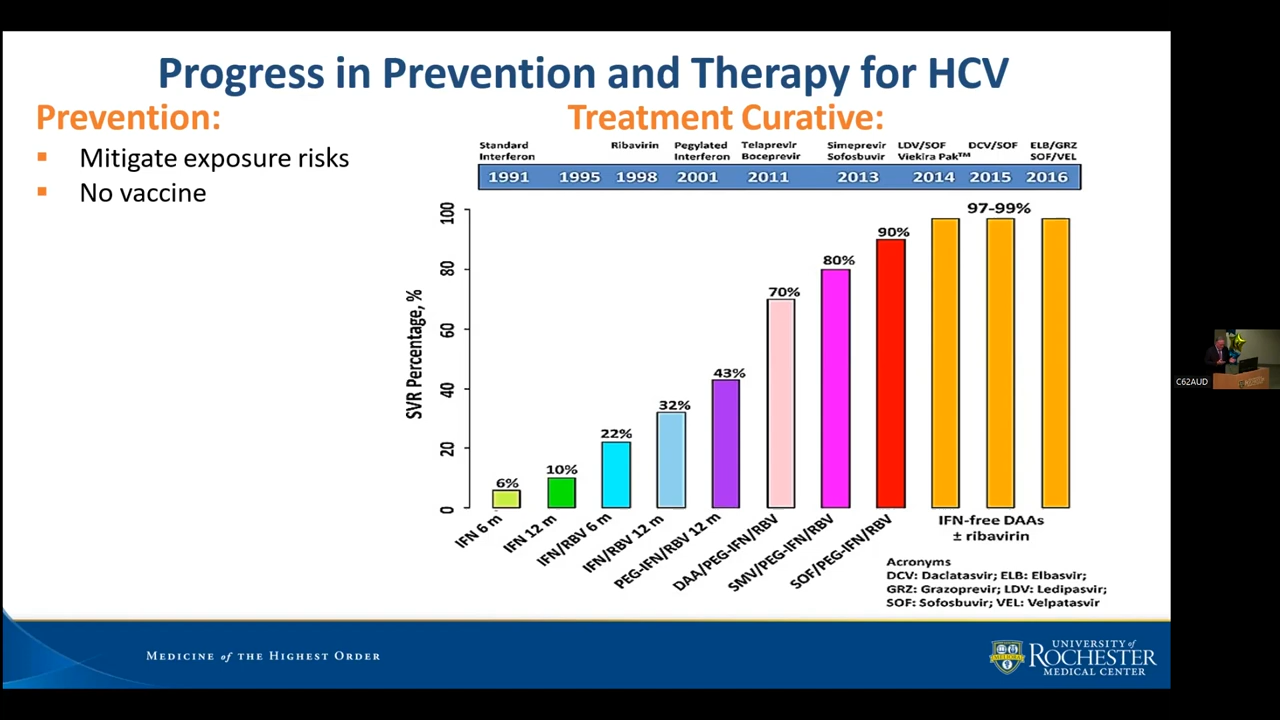 Progress in Prevention and Therapy for HCV
Prevention:
▪ Mitigate exposure risks
▪ No vaccine
Treatment Curative:
Standard Interferon
Ribavirin
Pegylated Interferon
Telaprevir Boceprevir
Simeprevir Sofosbuvir
LDV/SOF Viekira Pak™
DCV/SOF
ELB/GRZ SOF/VEL
1991 1995 1998 2001 2011 2013 2014 2015 2016
SVR Percentage, %
100
80
60
40
20
0
6%
10%
22%
32%
43%
70%
80%
90%
97-99%
IFN 6 m
IFN 12 m
IFN/RBV 6 m
IFN/RBV 12 m
PEG-IFN/RBV 12 m
DAA/PEG-IFN/RBV
SMV/PEG-IFN/RBV
SOF/PEG-IFN/RBV
IFN-free DAAs
± ribavirin
Acronyms
DCV: Daclatasvir; ELB: Elbasvir;
GRZ: Grazoprevir; LDV: Ledipasvir;
SOF: Sofosbuvir; VEL: Velpatasvir
MEDICINE of THE HIGHEST ORDER
UNIVERSITY of
ROCHESTER
MEDICAL CENTER
C62AUD